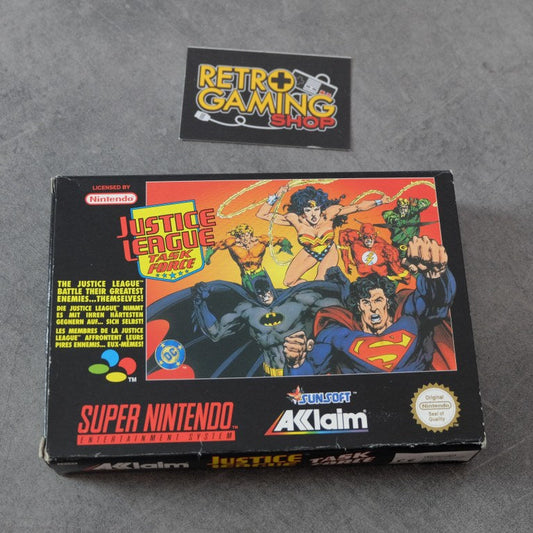 RETRO
GAMING
SHOP
LICENSED BY
Nintendo
JUSTICE
LEAGUE
TASK
FORCE
THE JUSTICE LEAGUE™
BATTLE THEIR GREATEST
ENEMIES...THEMSELVES!
DIE JUSTICE LEAGUE™ NIMMT
ES MIT IHREN HÄRTESTEN
GEGNERN AUF... SICH SELBST!
LES MEMBRES DE LA JUSTICE
LEAGUE™ AFFRONTENT LEURS
PIRES ENNEMIS... EUX-MÊMES!
TM
DC
S
SUPER NINTENDO™
ENTERTAINMENT SYSTEM
SUNSOFT
AKlaim
Original
Nintendo
Seal of
Quality
AKlaim JUSTICE LEAGUE TASK FORCE